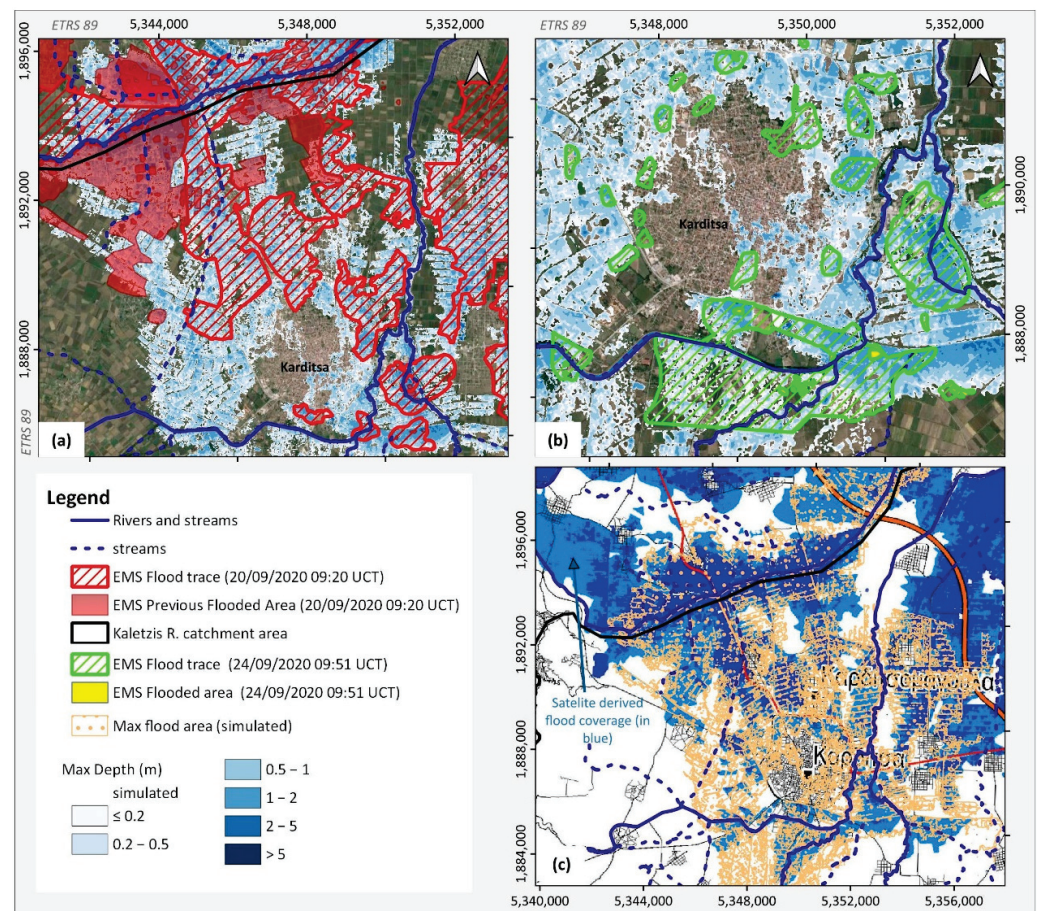 ETRS 89
5,344,000
5,348,000
5,352,000
1,896,000
1,892,000
1,888,000
ETRS 89
Karditsa
(a)
ETRS 89
5,348,000
5,350,000
5,352,000
1,890,000
1,888,000
Karditsa
(b)
Legend
Rivers and streams
streams
EMS Flood trace (20/09/2020 09:20 UCT)
EMS Previous Flooded Area (20/09/2020 09:20 UCT)
Kaletzis R. catchment area
EMS Flood trace (24/09/2020 09:51 UCT)
EMS Flooded area (24/09/2020 09:51 UCT)
Max flood area (simulated)
Max Depth (m)
simulated
≤ 0.2
0.2 – 0.5
0.5 – 1
1 – 2
2 – 5
> 5
1,896,000
1,892,000
1,888,000
1,884,000
Satelite derived
flood coverage (in
blue)
(c)
5,340,000
5,344,000
5,348,000
5,352,000
5,356,000